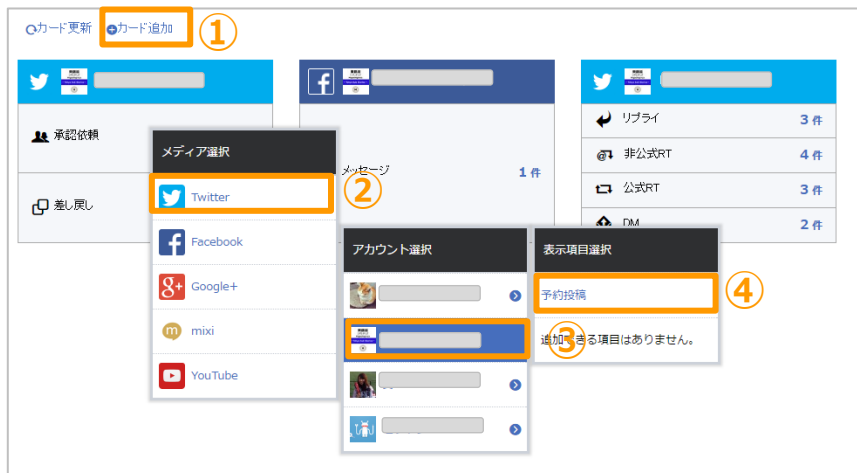 カード更新 カード追加 ①
承認依頼
差し戻し
メッセージ 1 件
リプライ 3 件
非公式RT 4 件
公式RT 3 件
DM 2 件
メディア選択
Twitter ②
Facebook
Google+
mixi
YouTube
アカウント選択
③
表示項目選択
予約投稿 ④
追加できる項目はありません。